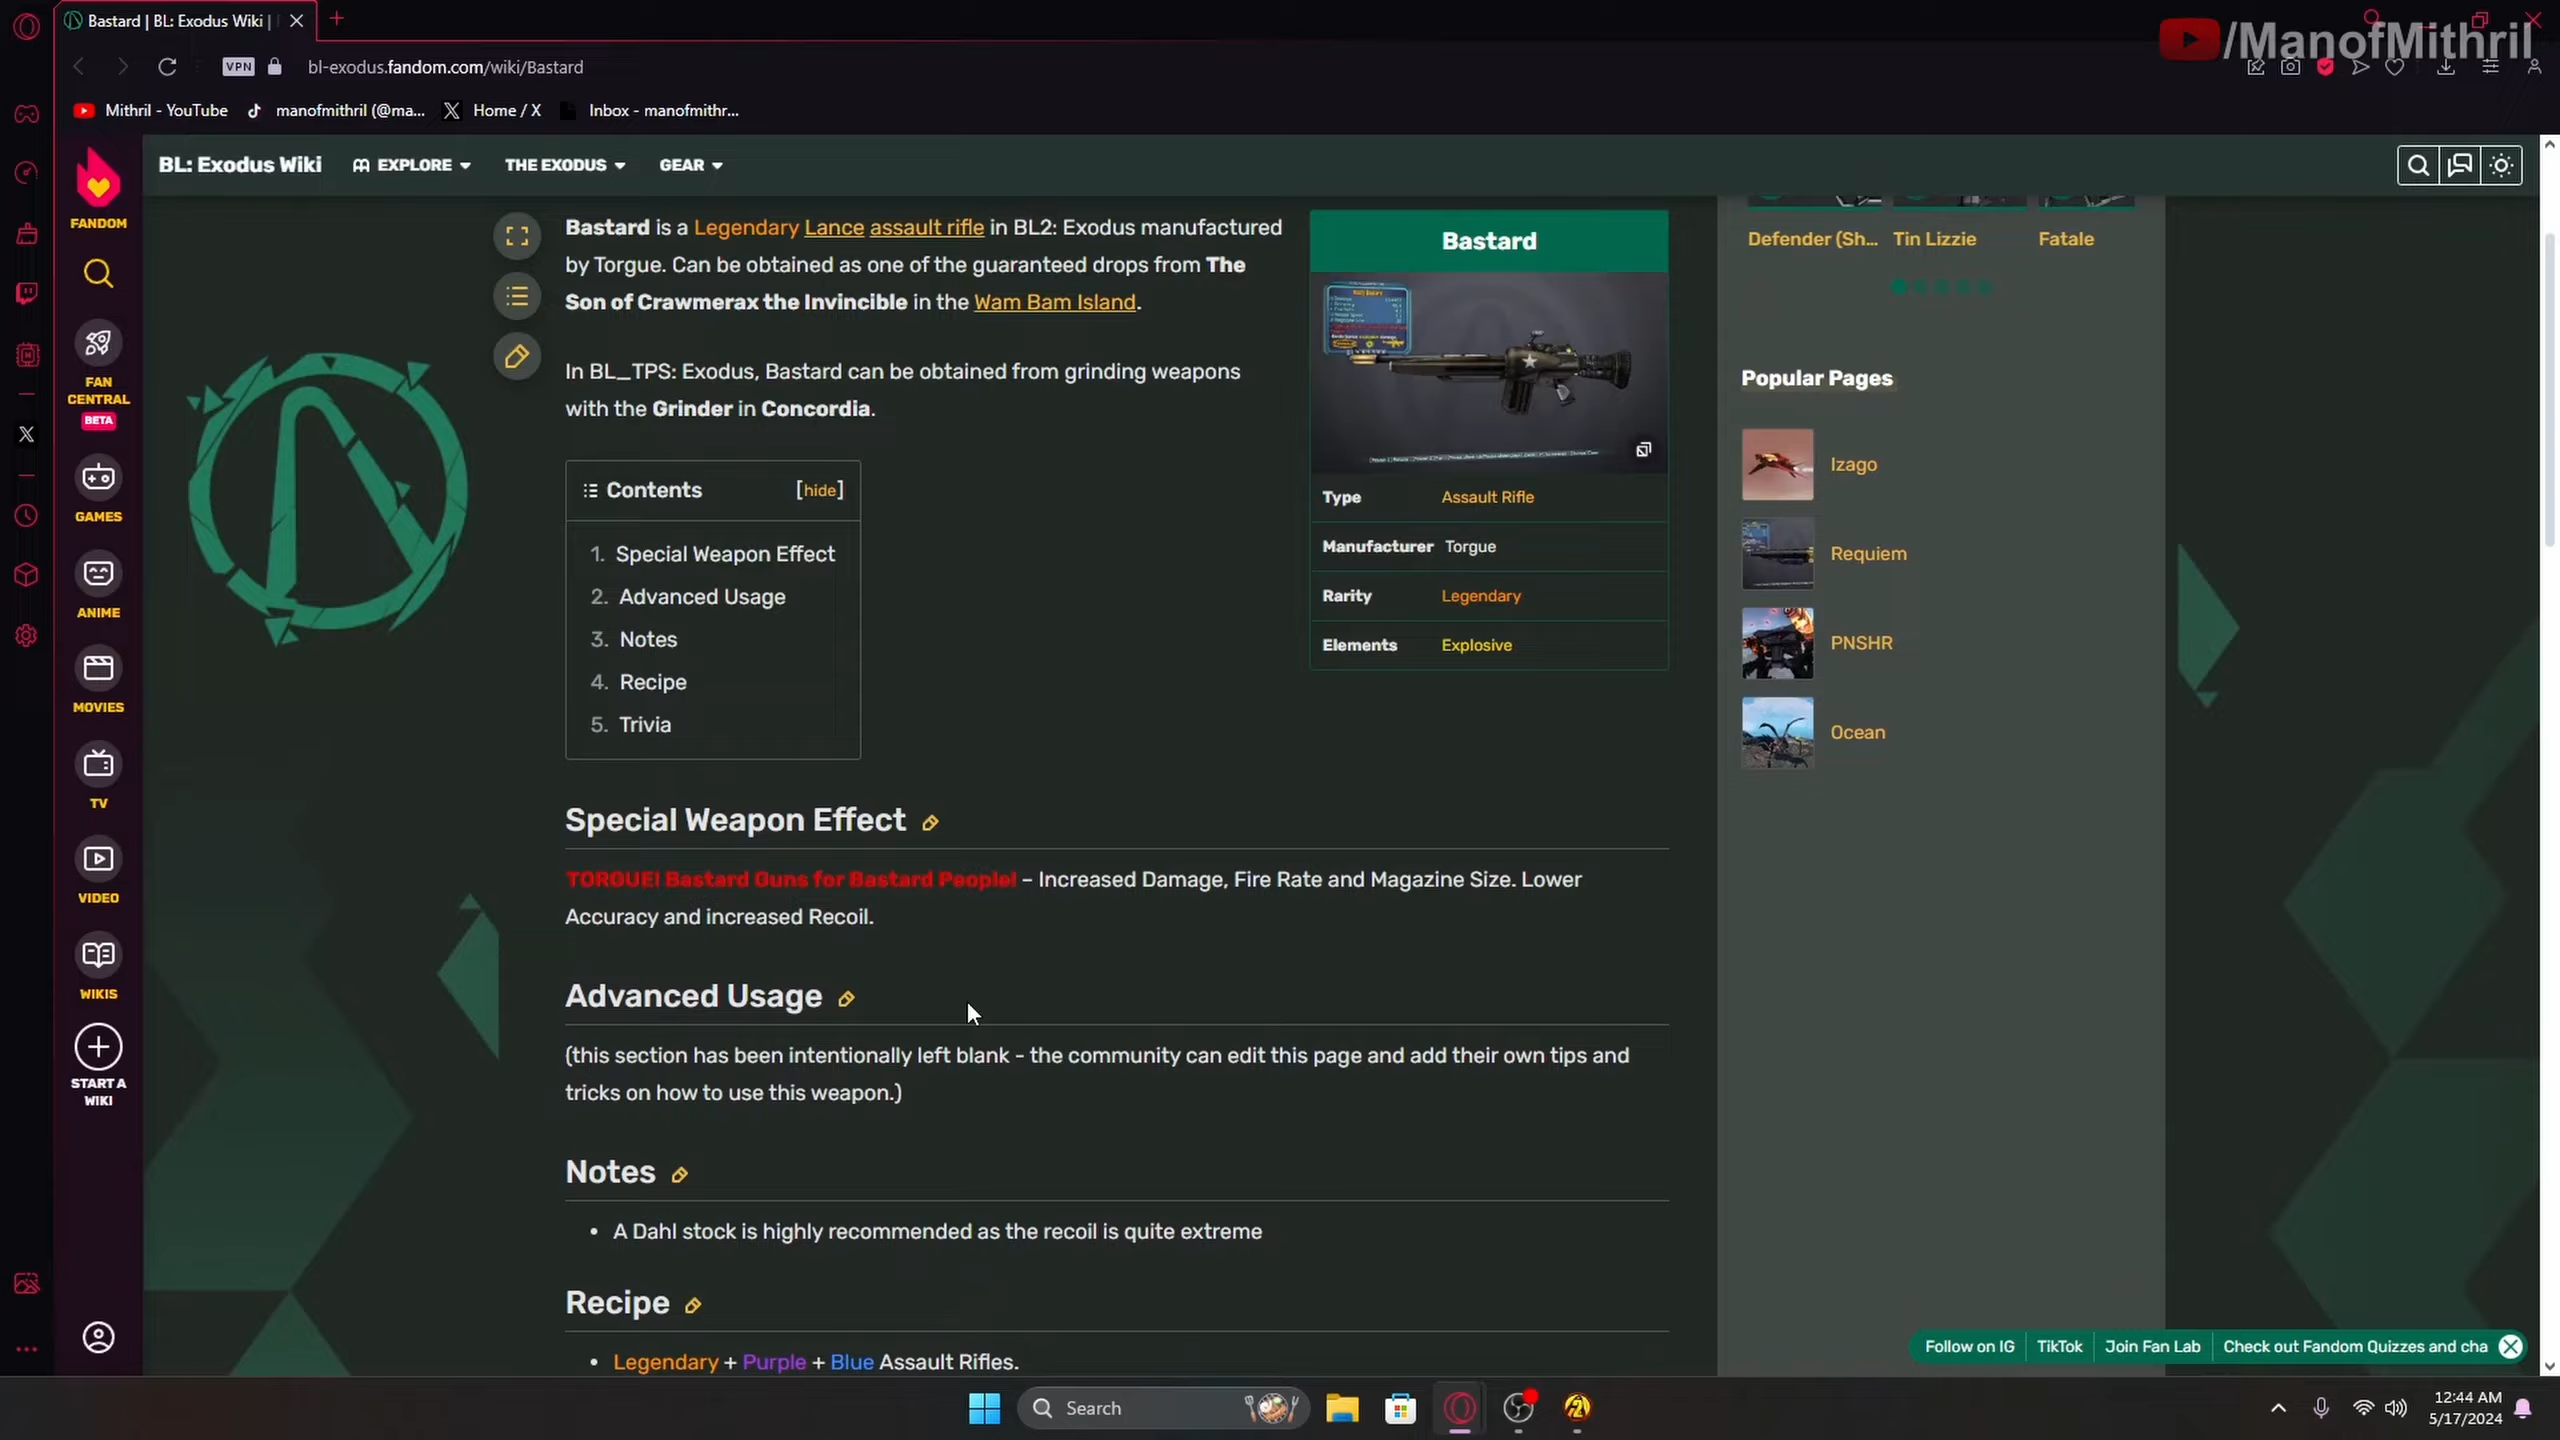 Bastard | BL: Exodus Wiki |
/ManofMithril
VPN
bl-exodus.fandom.com/wiki/Bastard
Mithril - YouTube
manofmithril (@ma...
Home / X
Inbox - manofmithr...
BL: Exodus Wiki
EXPLORE
THE EXODUS
GEAR
FANDOM
FAN
CENTRAL
BETA
GAMES
ANIME
MOVIES
TV
VIDEO
WIKIS
START A
WIKI
Bastard is a Legendary Lance assault rifle in BL2: Exodus manufactured
by Torgue. Can be obtained as one of the guaranteed drops from The
Son of Crawmerax the Invincible in the Wam Bam Island.
In BL_TPS: Exodus, Bastard can be obtained from grinding weapons
with the Grinder in Concordia.
Contents [hide]
1. Special Weapon Effect
2. Advanced Usage
3. Notes
4. Recipe
5. Trivia
Bastard
Type Assault Rifle
Manufacturer Torgue
Rarity Legendary
Elements Explosive
Special Weapon Effect
TORGUE! Bastard Guns for Bastard People! – Increased Damage, Fire Rate and Magazine Size. Lower
Accuracy and increased Recoil.
Advanced Usage
(this section has been intentionally left blank - the community can edit this page and add their own tips and
tricks on how to use this weapon.)
Notes
• A Dahl stock is highly recommended as the recoil is quite extreme
Recipe
• Legendary + Purple + Blue Assault Rifles.
Defender (Sh... Tin Lizzie Fatale
Popular Pages
Izago
Requiem
PNSHR
Ocean
Follow on IG
TikTok
Join Fan Lab
Check out Fandom Quizzes and cha
Search
12:44 AM
5/17/2024